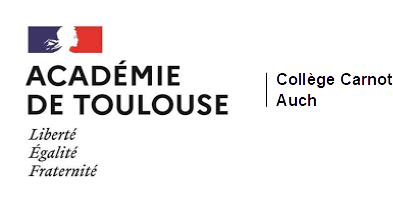 ACADÉMIE
DE TOULOUSE
Liberté
Égalité
Fraternité
Collège Carnot
Auch